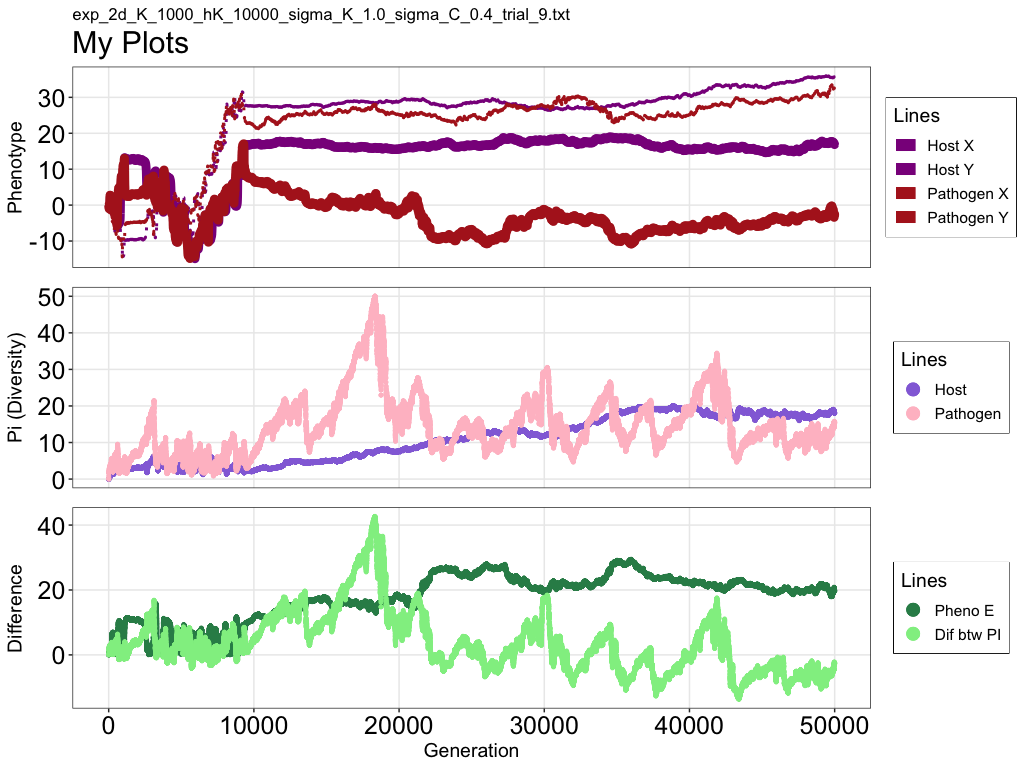 exp_2d_K_1000_hK_10000_sigma_K_1.0_sigma_C_0.4_trial_9.txt
My Plots
Phenotype
30
20
10
0
-10
Lines
Host X
Host Y
Pathogen X
Pathogen Y
Pi (Diversity)
50
40
30
20
10
0
Lines
Host
Pathogen
Difference
40
20
0
Lines
Pheno E
Dif btw PI
0 10000 20000 30000 40000 50000
Generation